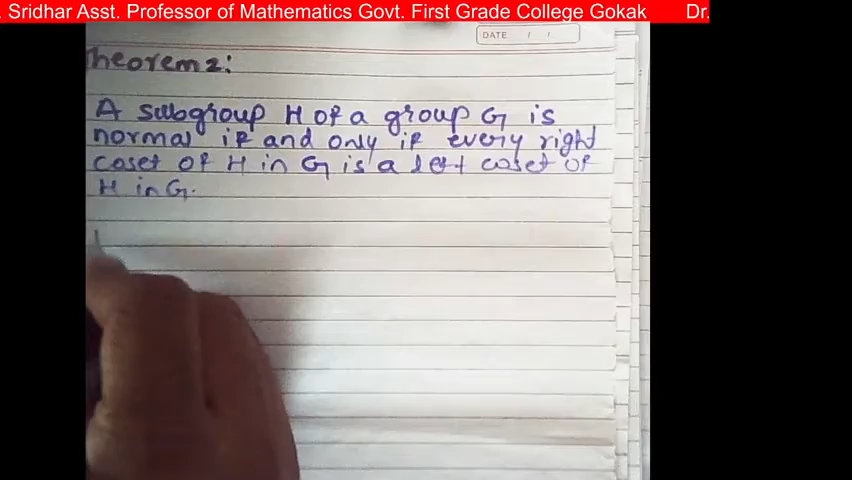 . Sridhar Asst. Professor of Mathematics Govt. First Grade College Gokak Dr.
DATE / /
Theorem 2:
A subgroup H of a group G is
normal if and only if every right
coset of H in G is a left coset of
H in G.